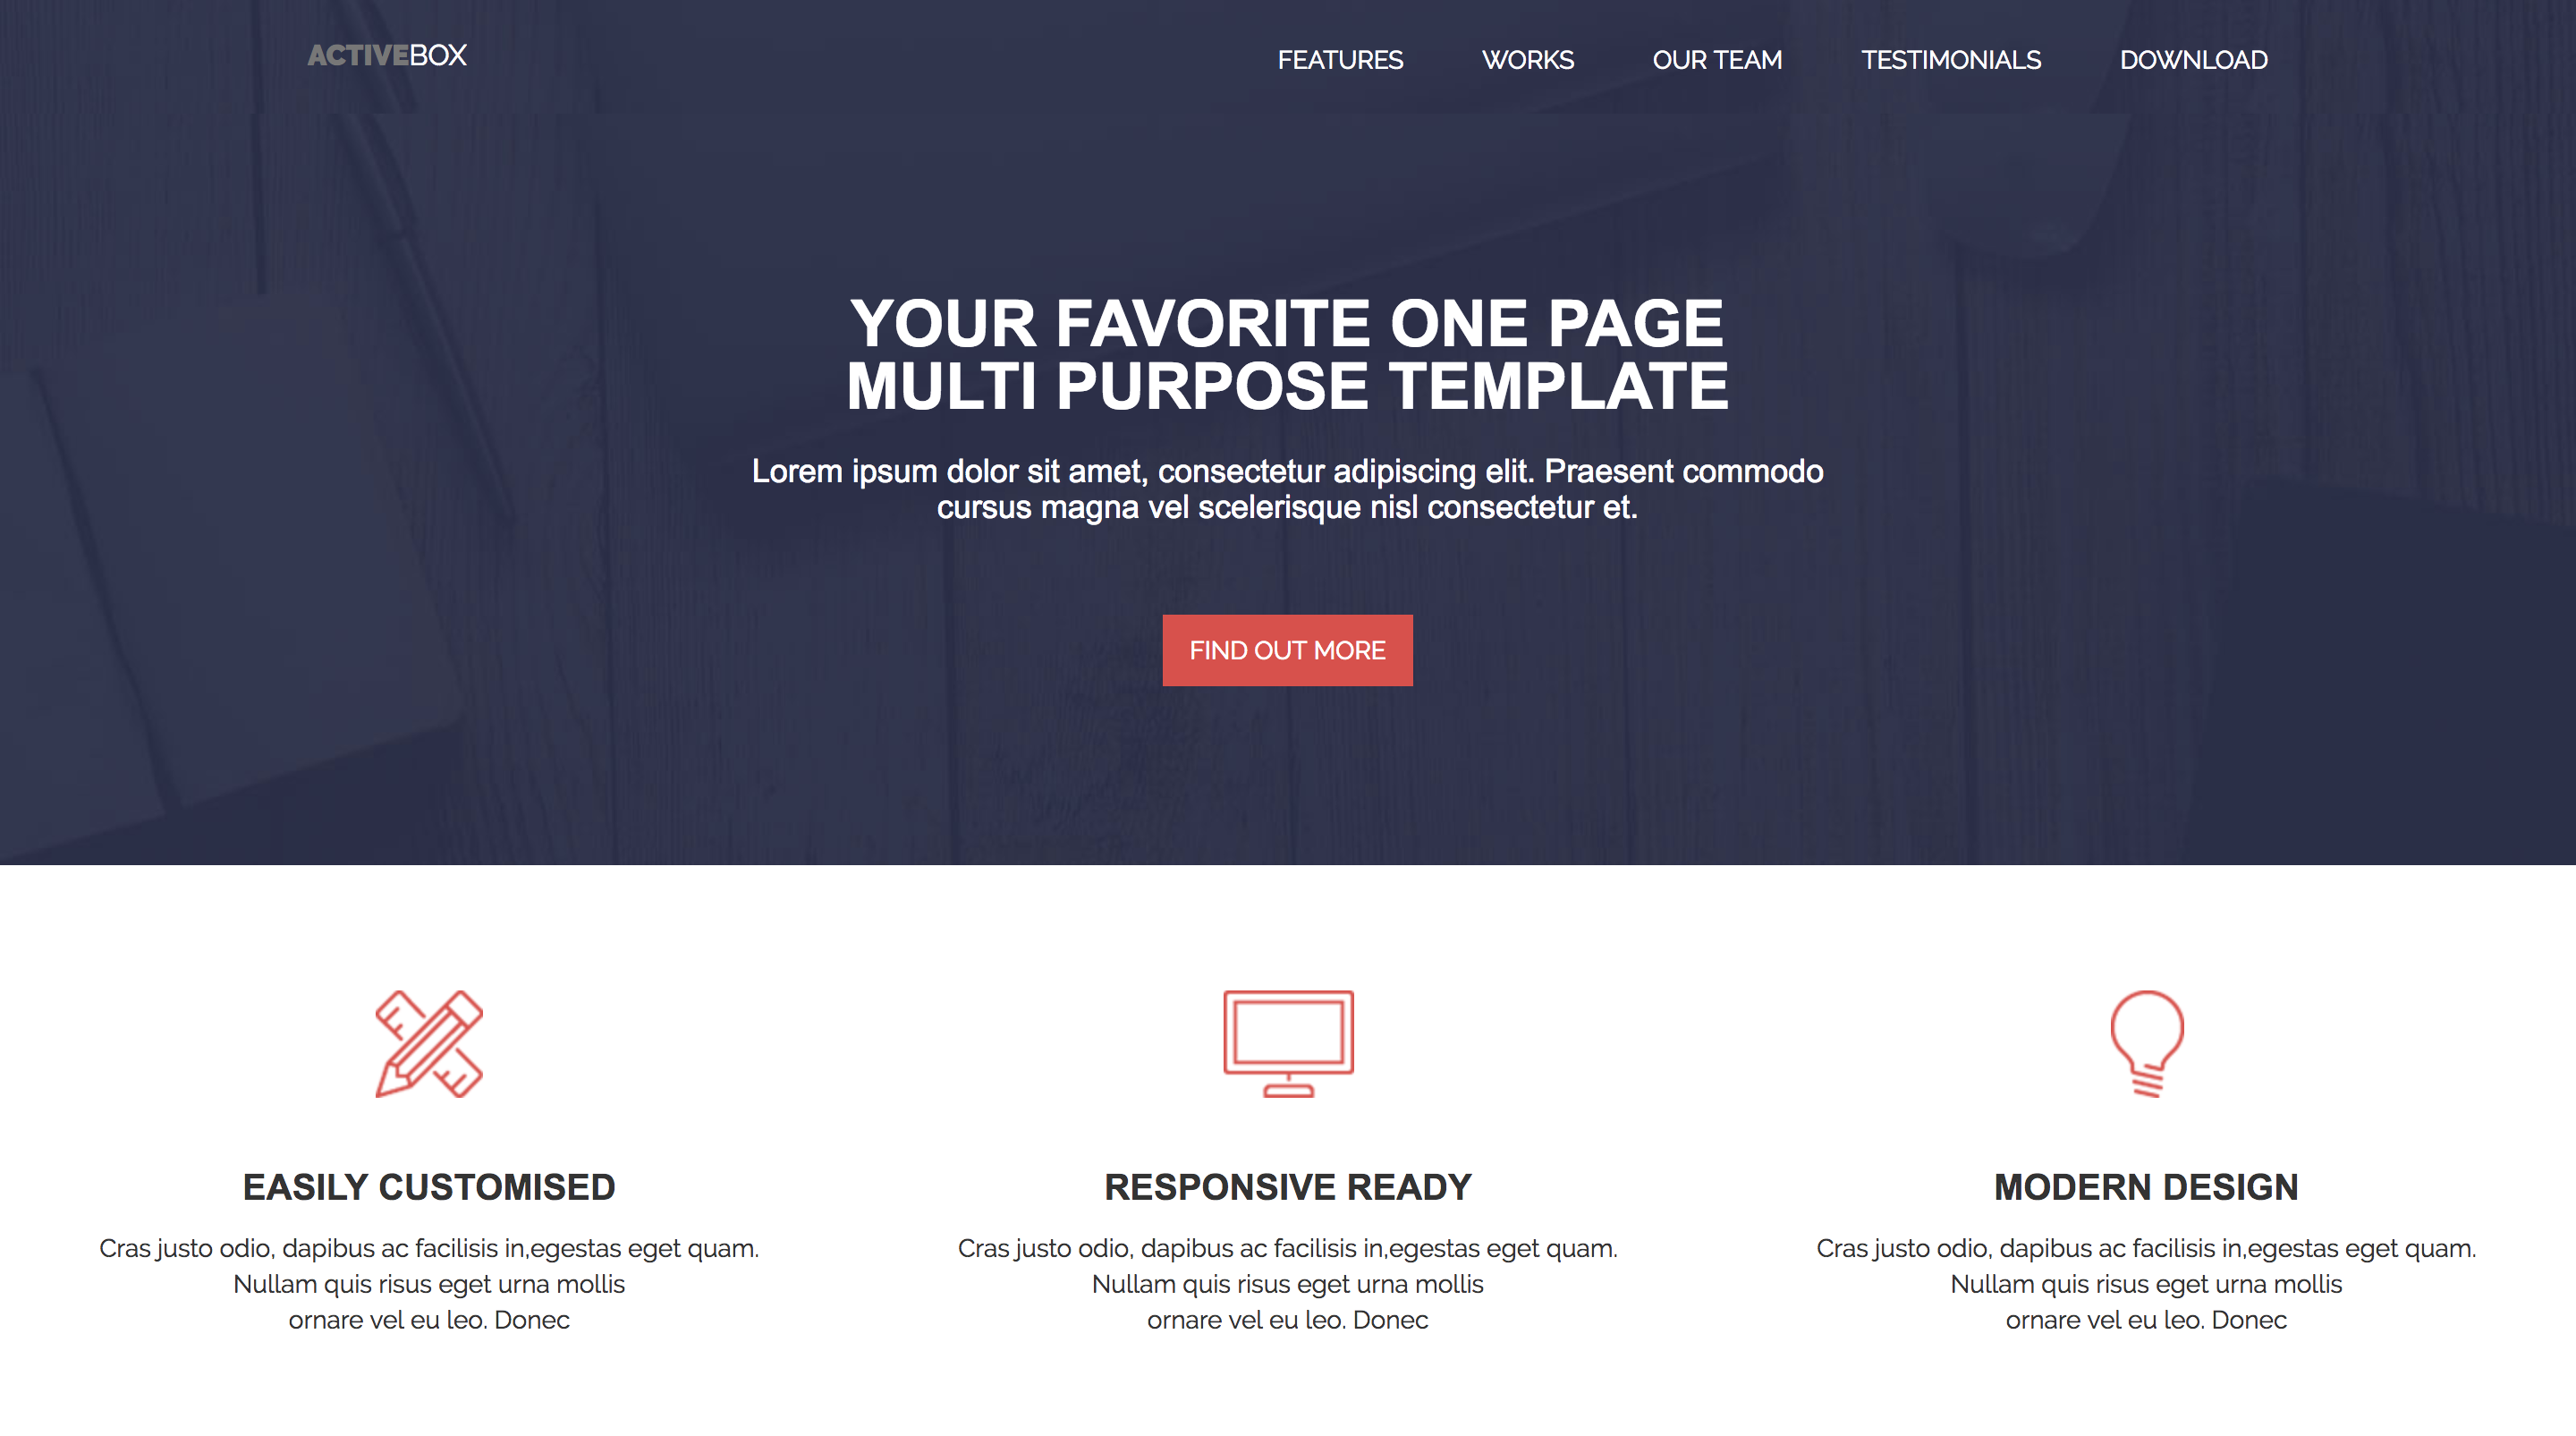 ACTIVEBOX
FEATURES WORKS OUR TEAM TESTIMONIALS DOWNLOAD
YOUR FAVORITE ONE PAGE
MULTI PURPOSE TEMPLATE
Lorem ipsum dolor sit amet, consectetur adipiscing elit. Praesent commodo
cursus magna vel scelerisque nisl consectetur et.
FIND OUT MORE
EASILY CUSTOMISED
Cras justo odio, dapibus ac facilisis in,egestas eget quam.
Nullam quis risus eget urna mollis
ornare vel eu leo. Donec
RESPONSIVE READY
Cras justo odio, dapibus ac facilisis in,egestas eget quam.
Nullam quis risus eget urna mollis
ornare vel eu leo. Donec
MODERN DESIGN
Cras justo odio, dapibus ac facilisis in,egestas eget quam.
Nullam quis risus eget urna mollis
ornare vel eu leo. Donec